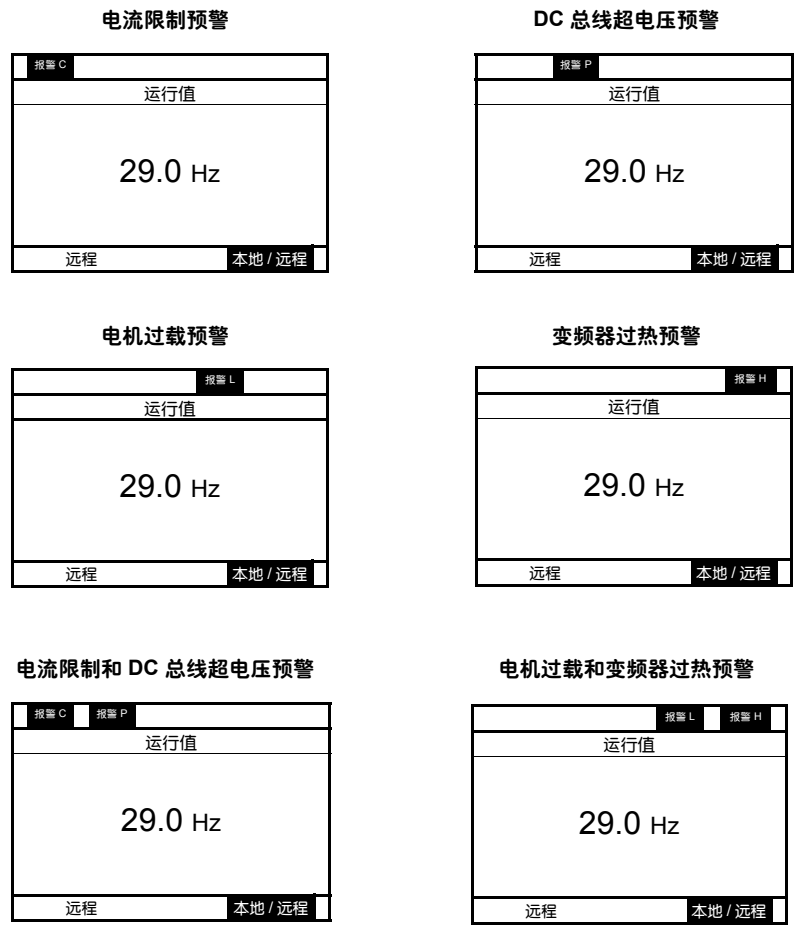 电流限制预警
报警 C
运行值
29.0 Hz
远程
本地 / 远程
DC 总线超电压预警
报警 P
运行值
29.0 Hz
远程
本地 / 远程
电机过载预警
报警 L
运行值
29.0 Hz
远程
本地 / 远程
变频器过热预警
报警 H
运行值
29.0 Hz
远程
本地 / 远程
电流限制和 DC 总线超电压预警
报警 C 报警 P
运行值
29.0 Hz
远程
本地 / 远程
电机过载和变频器过热预警
报警 L 报警 H
运行值
29.0 Hz
远程
本地 / 远程